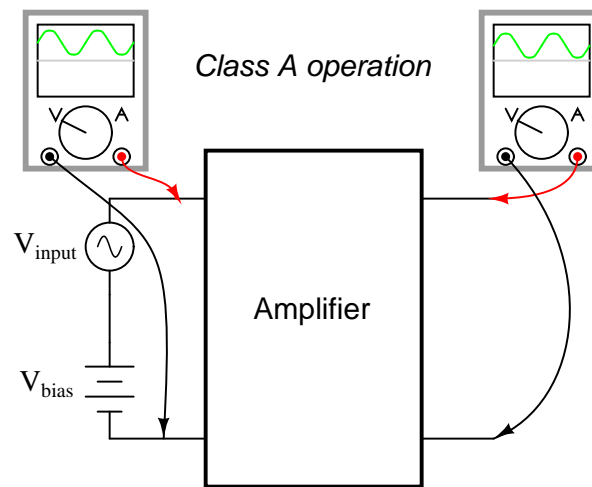 Class A operation
V A
V A
V_input
Amplifier
V_bias